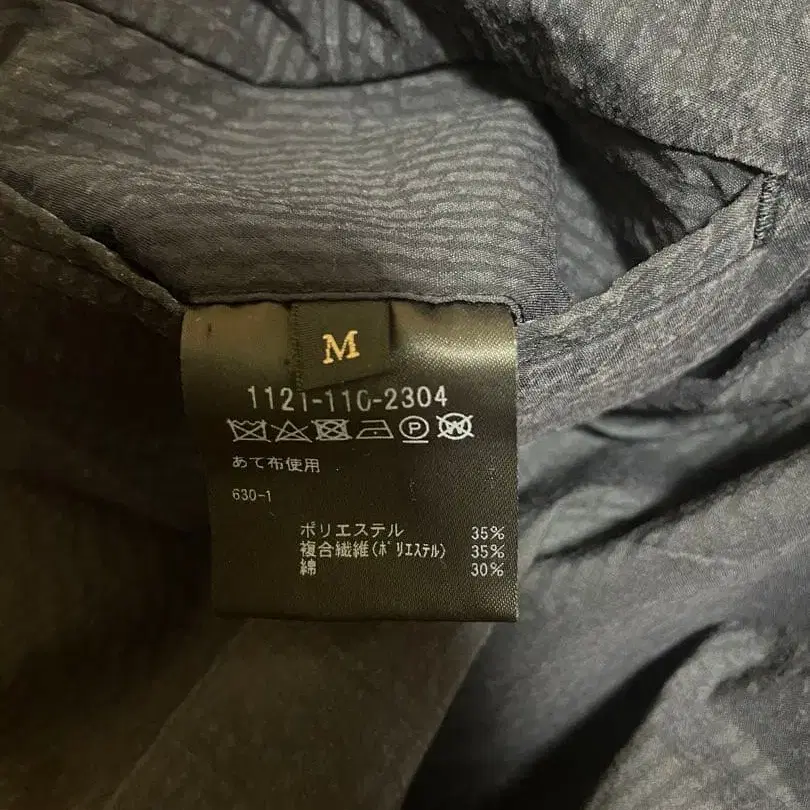 M
1121-110-2304
P W
あて布使用
630-1
ポリエステル 35%
複合繊維(ﾎﾟﾘｴｽﾃﾙ) 35%
綿 30%